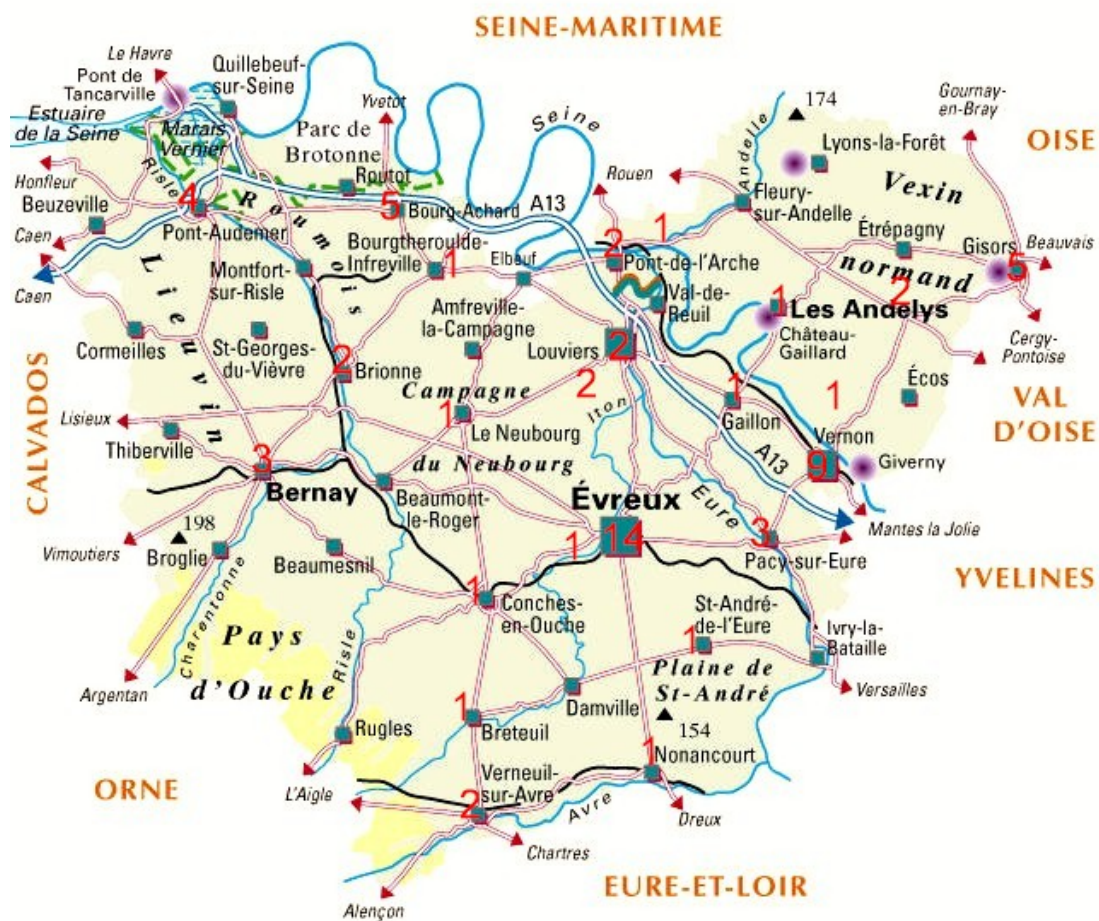 SEINE-MARITIME
Le Havre
Pont de
Tancarville
Quillebeuf-
sur-Seine
Estuaire
de la Seine
Marais
Vernier
Yvetot
Parc de
Brotonne
Seine
174
Gournay-
en-Bray
OISE
Lyons-la-Forêt
Andelle
Vexin
normand
Honfleur
Beuzeville
Risle
Routot
Rouen
Fleury-
sur-Andelle
4
Pont-Audemer
Roumois
5
Bourg-Achard
A13
1
Étrépagny
Gisors
5
Beauvais
Caen
Caen
Bourgtheroulde-
Infreville
1
Elbeuf
2
Pont-de-l'Arche
Montfort-
sur-Risle
Val-de-
Reuil
2
1
Les Andelys
Château-
Gaillard
Amfreville-
la-Campagne
Cergy-
Pontoise
Lieuvin
Cormeilles
St-Georges-
du-Vièvre
2
Brionne
Louviers
2
2
Campagne
du Neubourg
1
Gaillon
1
Écos
VAL
D'OISE
CALVADOS
Lisieux
1
Le Neubourg
Iton
Vernon
9
Thiberville
A13
Giverny
3
Bernay
Beaumont-
le-Roger
Évreux
14
Eure
Mantes la Jolie
198
Vimoutiers
Broglie
Beaumesnil
1
3
Pacy-sur-Eure
YVELINES
Charentonne
1
Conches-
en-Ouche
St-André-
de-l'Eure
1
Ivry-la-
Bataille
Pays
d'Ouche
Risle
Plaine de
St-André
Argentan
Damville
Versailles
1
Breteuil
154
Rugles
1
Nonancourt
ORNE
L'Aigle
Verneuil-
sur-Avre
2
Avre
Dreux
Chartres
EURE-ET-LOIR
Alençon